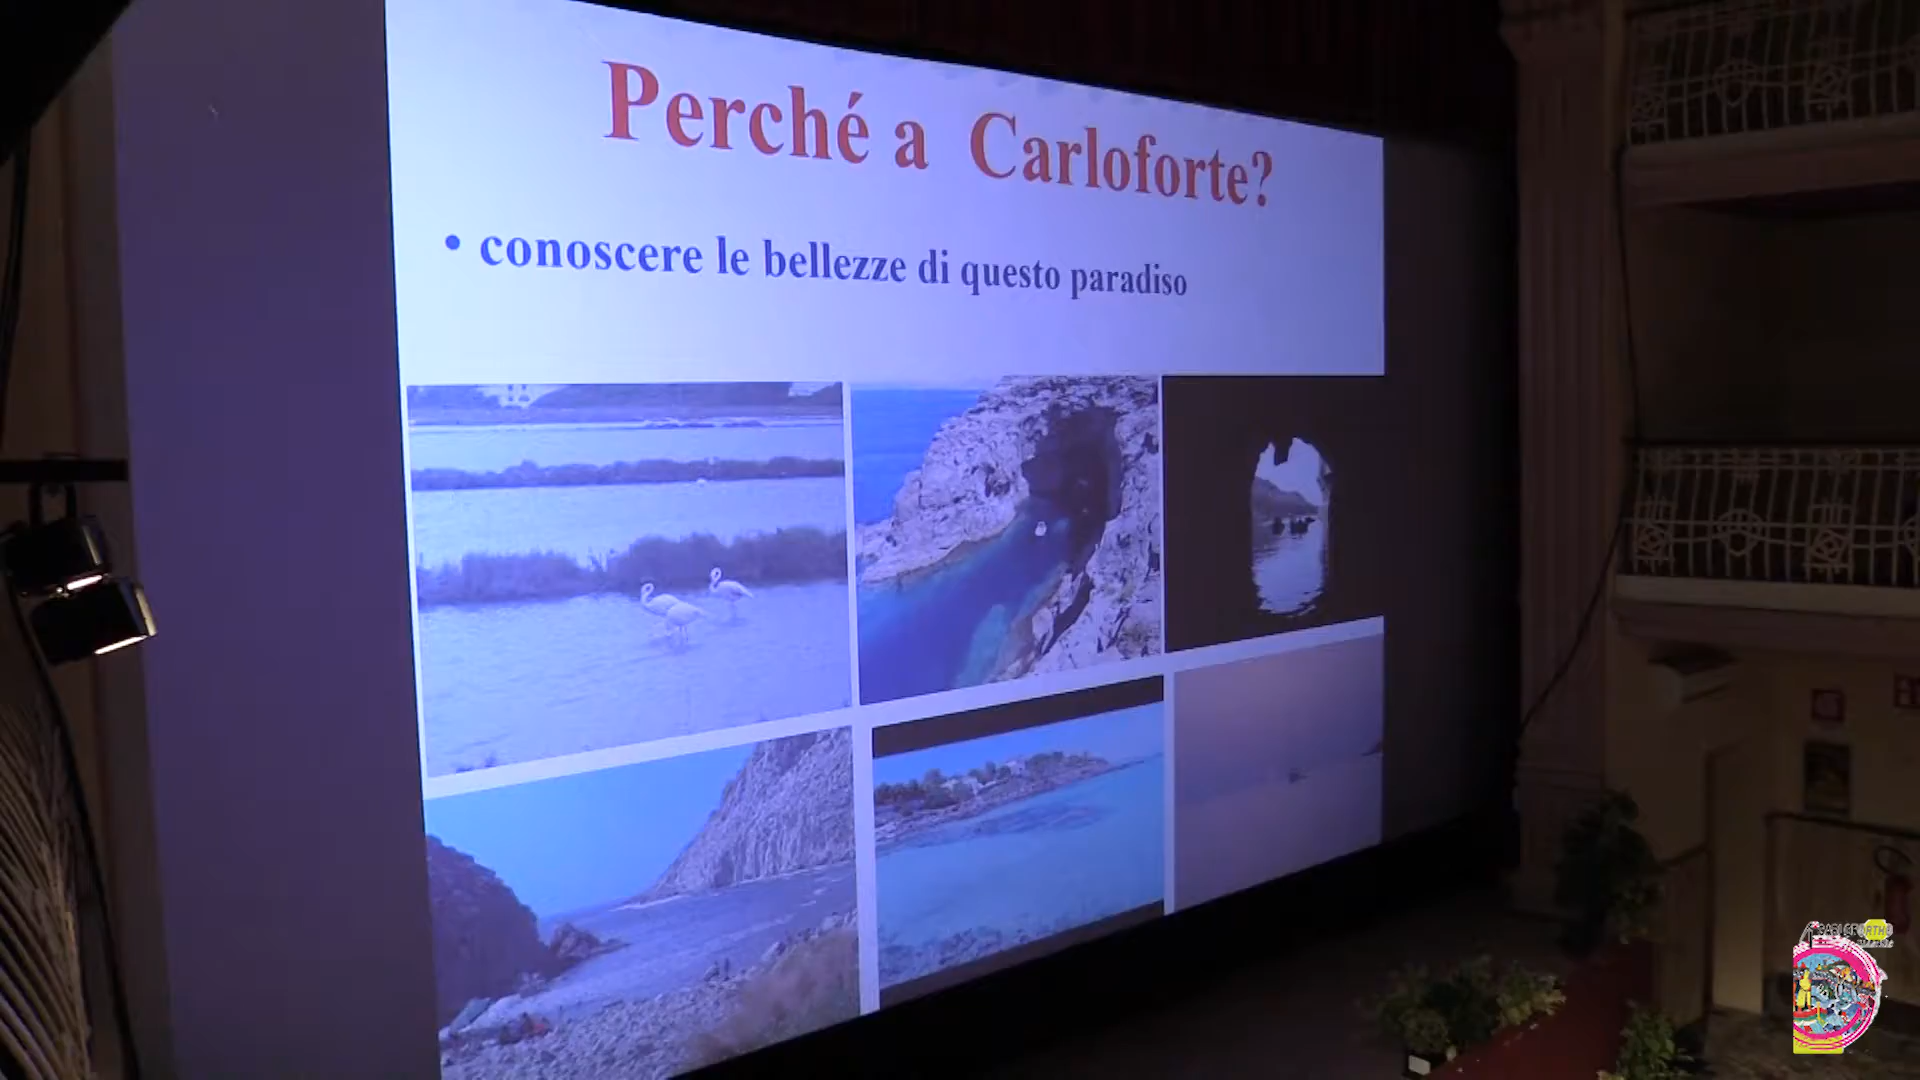 Perché a Carloforte?
• conoscere le bellezze di questo paradiso